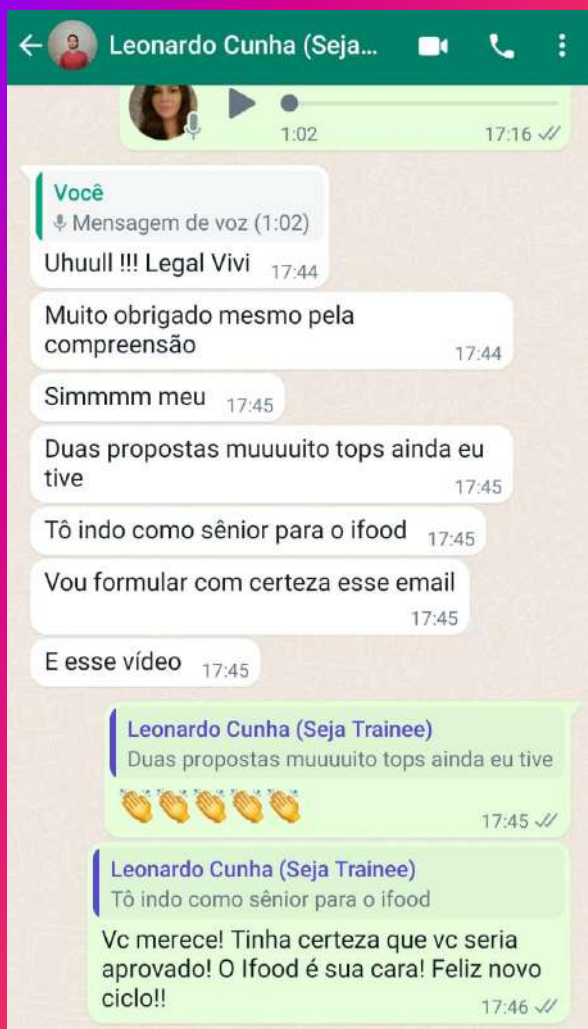 Leonardo Cunha (Seja...
1:02
17:16
Você
Mensagem de voz (1:02)
Uhuull !!! Legal Vivi 17:44
Muito obrigado mesmo pela
compreensão 17:44
Simmmm meu 17:45
Duas propostas muuuuito tops ainda eu
tive 17:45
Tô indo como sênior para o ifood 17:45
Vou formular com certeza esse email
17:45
E esse vídeo 17:45
Leonardo Cunha (Seja Trainee)
Duas propostas muuuuito tops ainda eu tive
👏👏👏👏👏
17:45
Leonardo Cunha (Seja Trainee)
Tô indo como sênior para o ifood
Vc merece! Tinha certeza que vc seria
aprovado! O Ifood é sua cara! Feliz novo
ciclo!! 17:46